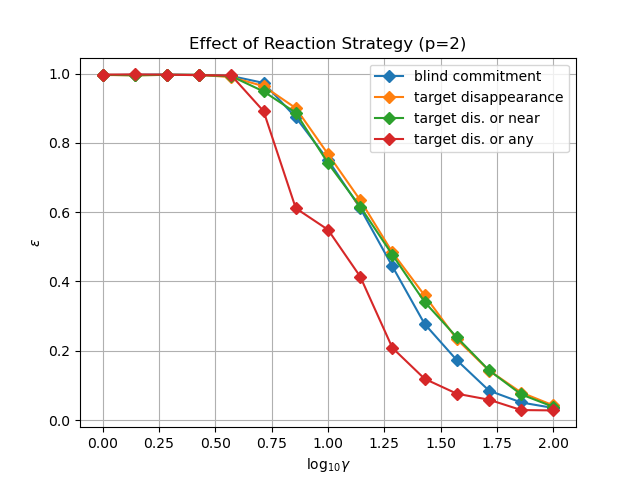 Effect of Reaction Strategy (p=2)
blind commitment
target disappearance
target dis. or near
target dis. or any
1.0
0.8
0.6
0.4
0.2
0.0
ε
0.00 0.25 0.50 0.75 1.00 1.25 1.50 1.75 2.00
log₁₀γ